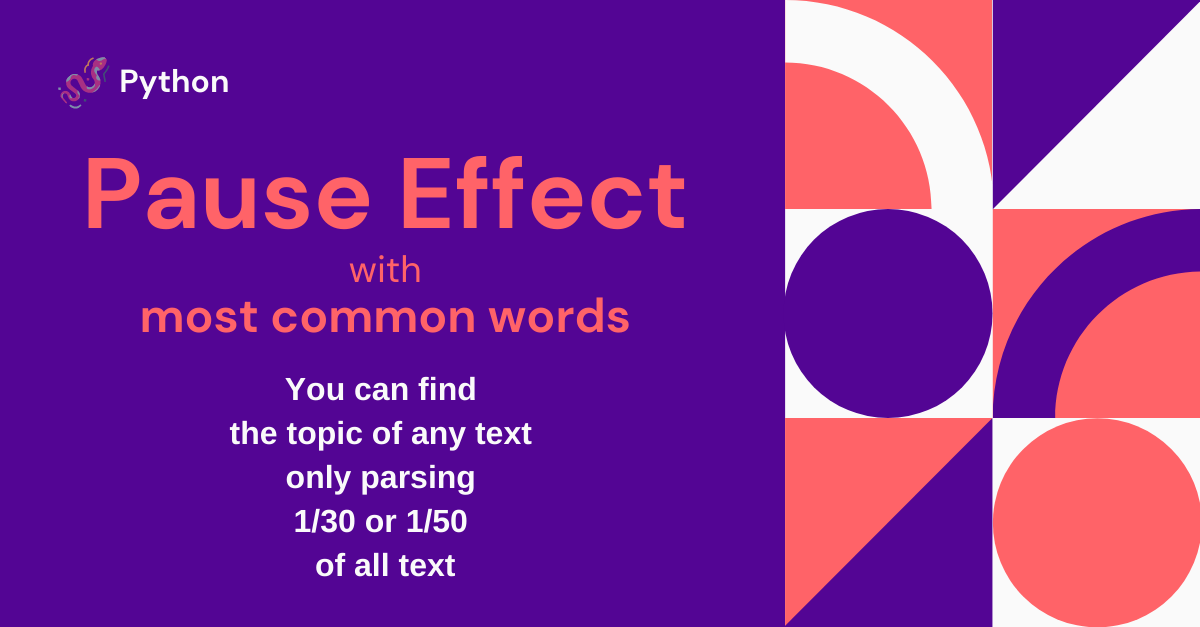 Python
Pause Effect
with
most common words
You can find
the topic of any text
only parsing
1/30 or 1/50
of all text